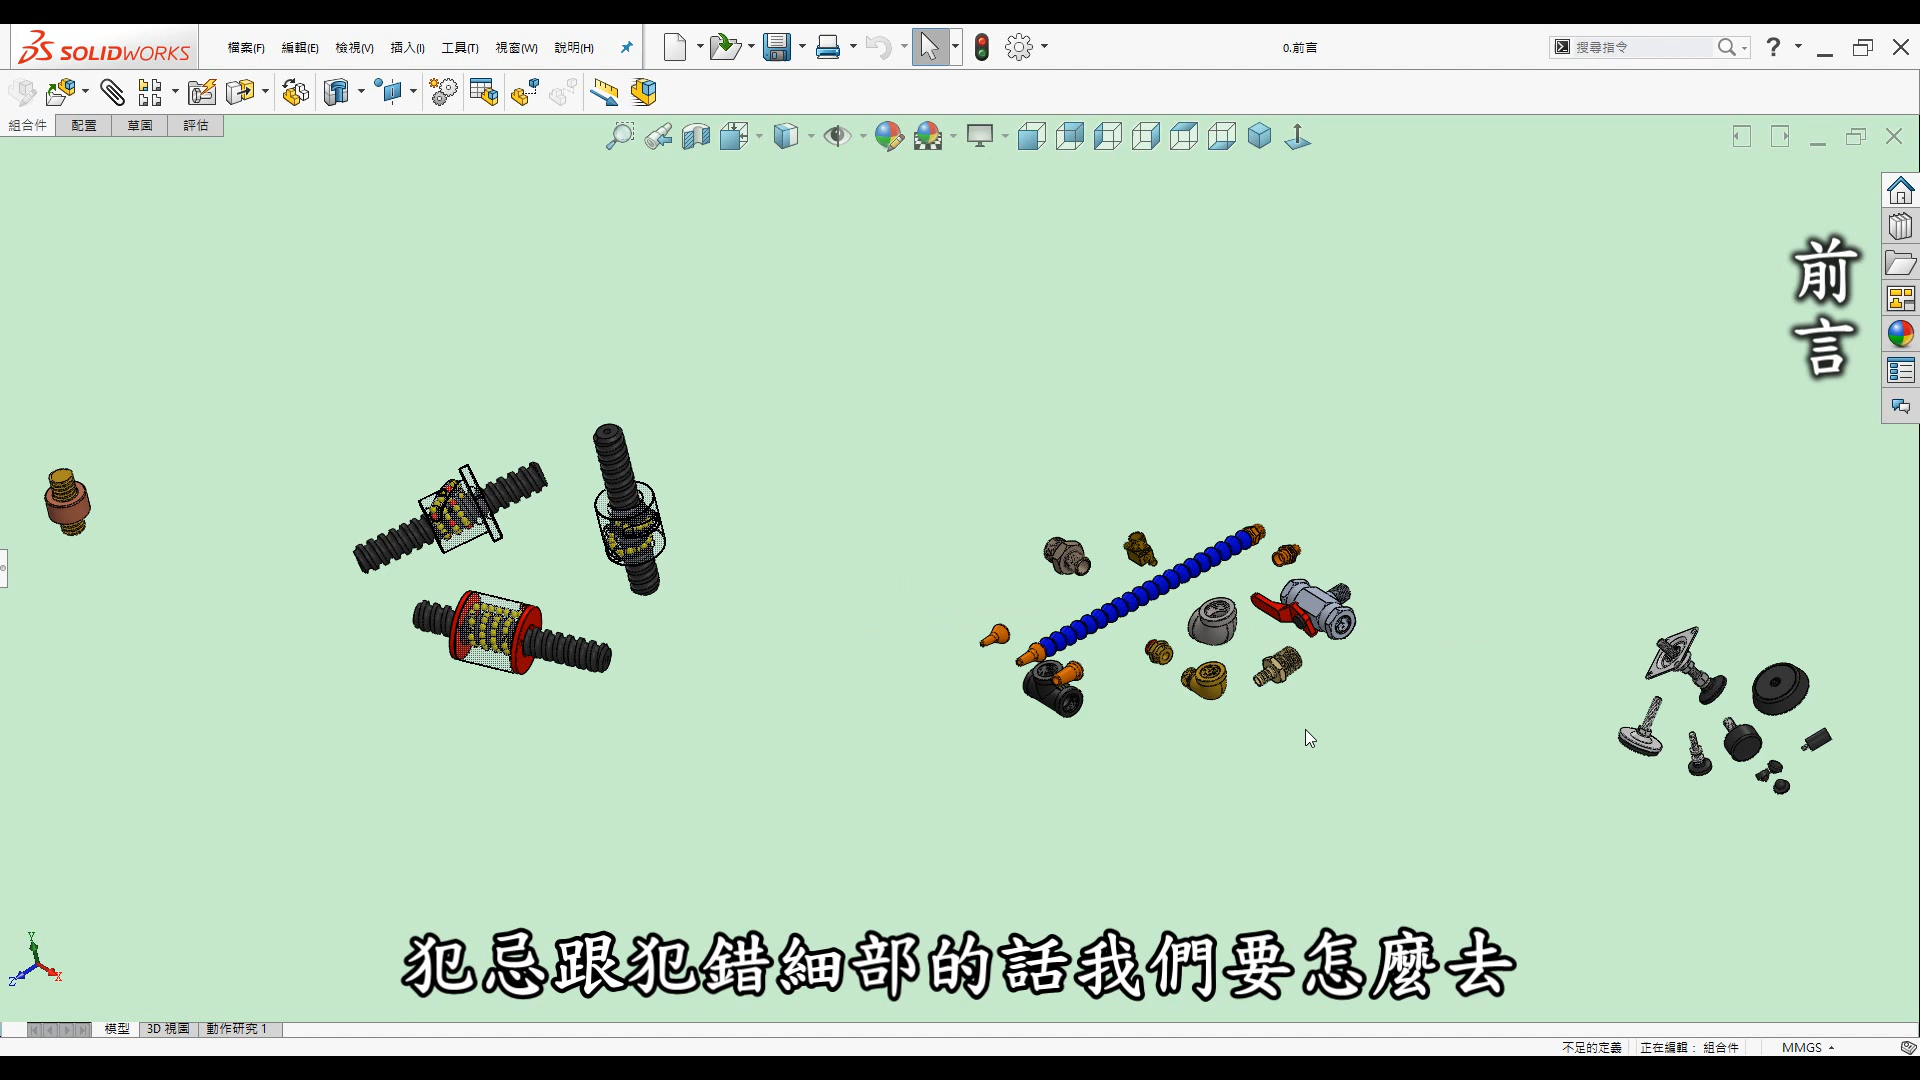 SOLIDWORKS
檔案(F) 編輯(E) 檢視(V) 插入(I) 工具(T) 視窗(W) 說明(H)
0.前言
搜尋指令
組合件 配置 草圖 評估
前言
犯忌跟犯錯細部的話我們要怎麼去
模型 3D 視圖 動作研究 1
不足的定義 正在編輯： 組合件 MMGS